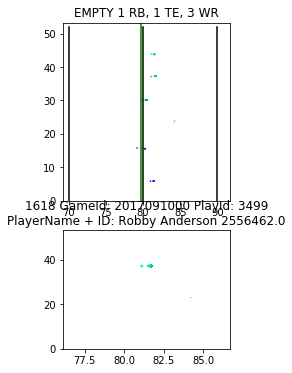 EMPTY 1 RB, 1 TE, 3 WR
50
40
30
20
10
0
70 75 80 85 90
1618 GameId: 2017091000 PlayId: 3499
PlayerName + ID: Robby Anderson 2556462.0
40
20
0
77.5 80.0 82.5 85.0